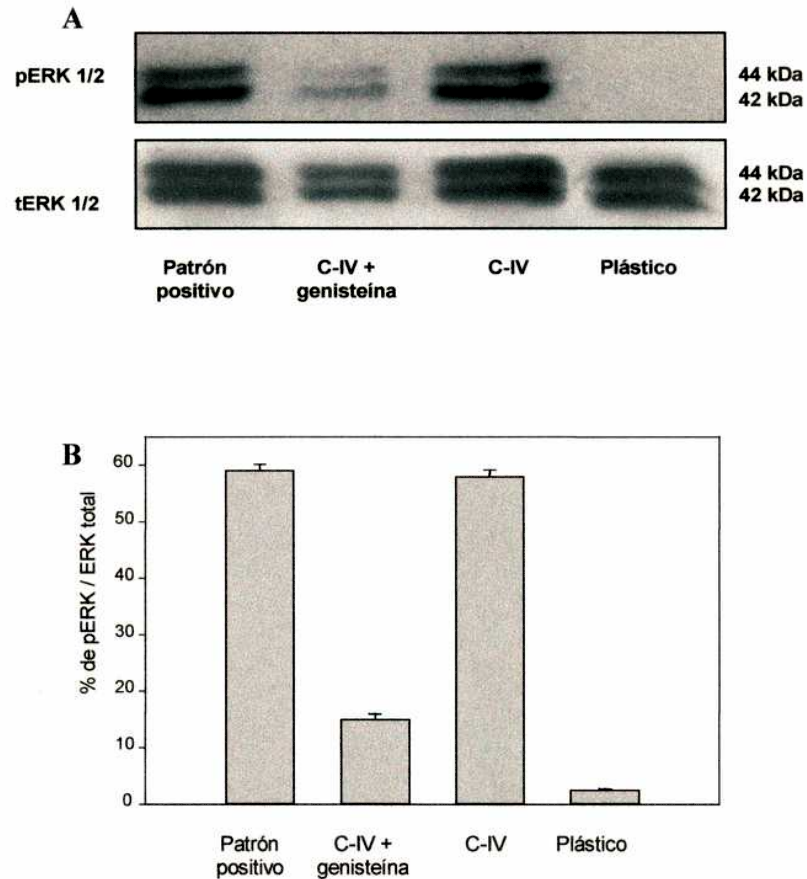 A
pERK 1/2
44 kDa
42 kDa
tERK 1/2
44 kDa
42 kDa
Patrón
positivo
C-IV +
genisteína
C-IV
Plástico
B
% de pERK / ERK total
60
50
40
30
20
10
0
Patrón
positivo
C-IV +
genisteína
C-IV
Plástico